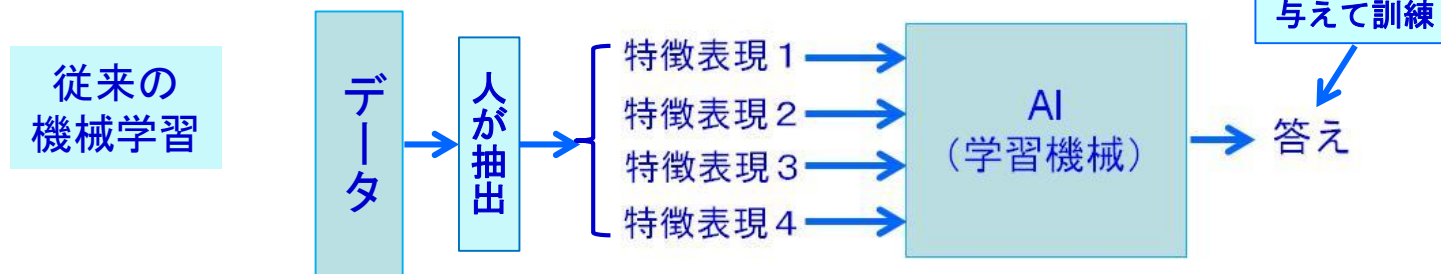 与えて訓練
従来の
機械学習
データ
人が抽出
特徴表現1
特徴表現2
特徴表現3
特徴表現4
AI
（学習機械）
答え